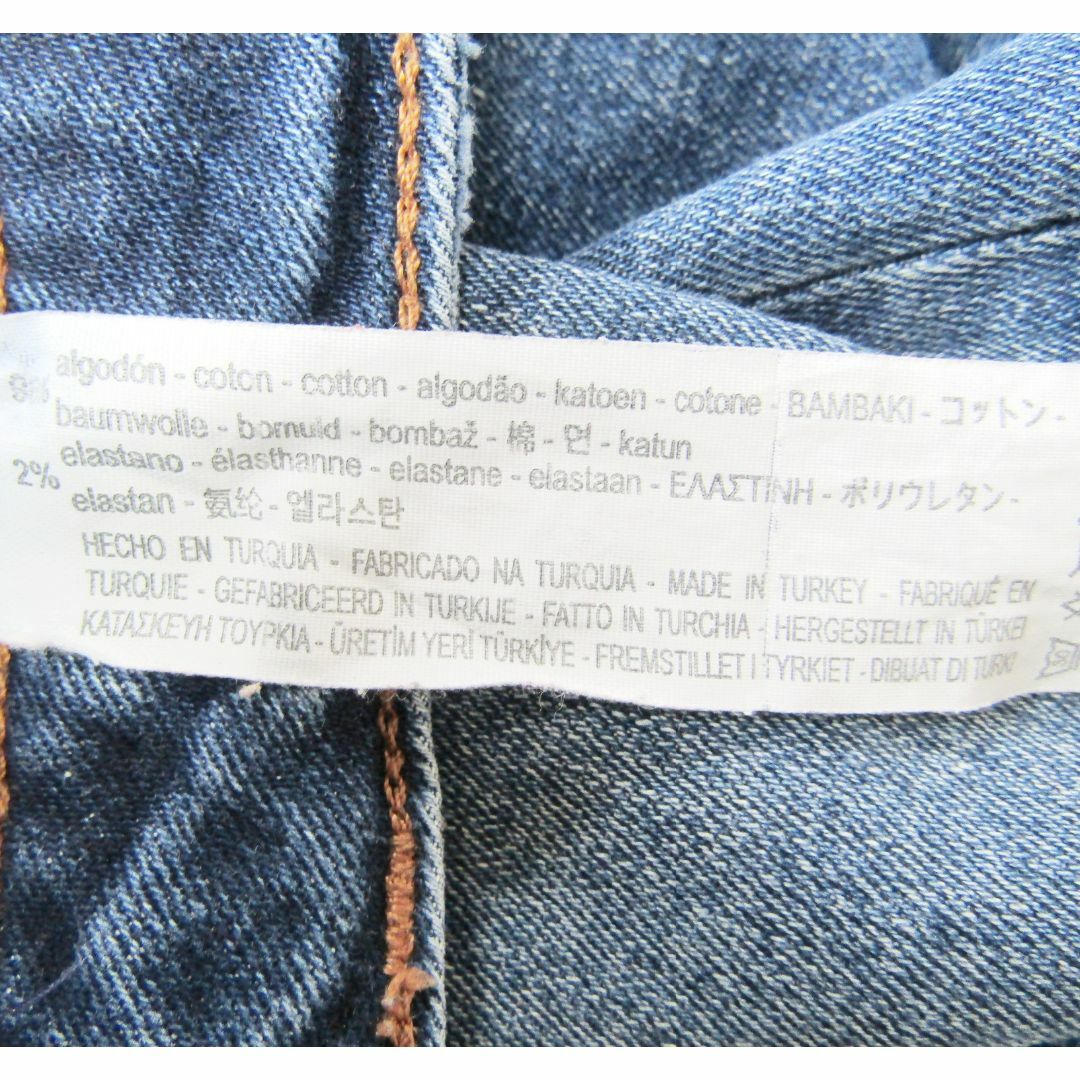 98% algodón - coton - cotton - algodão - katoen - cotone - BAMBAKI - コットン -
baumwolle - bomuld - bombaž - 棉 - 면 - katun
2% elastano - élasthanne - elastane - elastaan - ΕΛΑΣΤΙΝΗ - ポリウレタン -
elastan - 氨纶 - 엘라스탄
HECHO EN TURQUIA - FABRICADO NA TURQUIA - MADE IN TURKEY - FABRIQUÉ EN
TURQUIE - GEFABRICEERD IN TURKIJE - FATTO IN TURCHIA - HERGESTELLT IN TÜRKEI
ΚΑΤΑΣΚΕΥΗ ΤΟΥΡΚΙΑ - ÜRETİM YERİ TÜRKİYE - FREMSTILLET I TYRKIET - DIBUAT DI TURKI